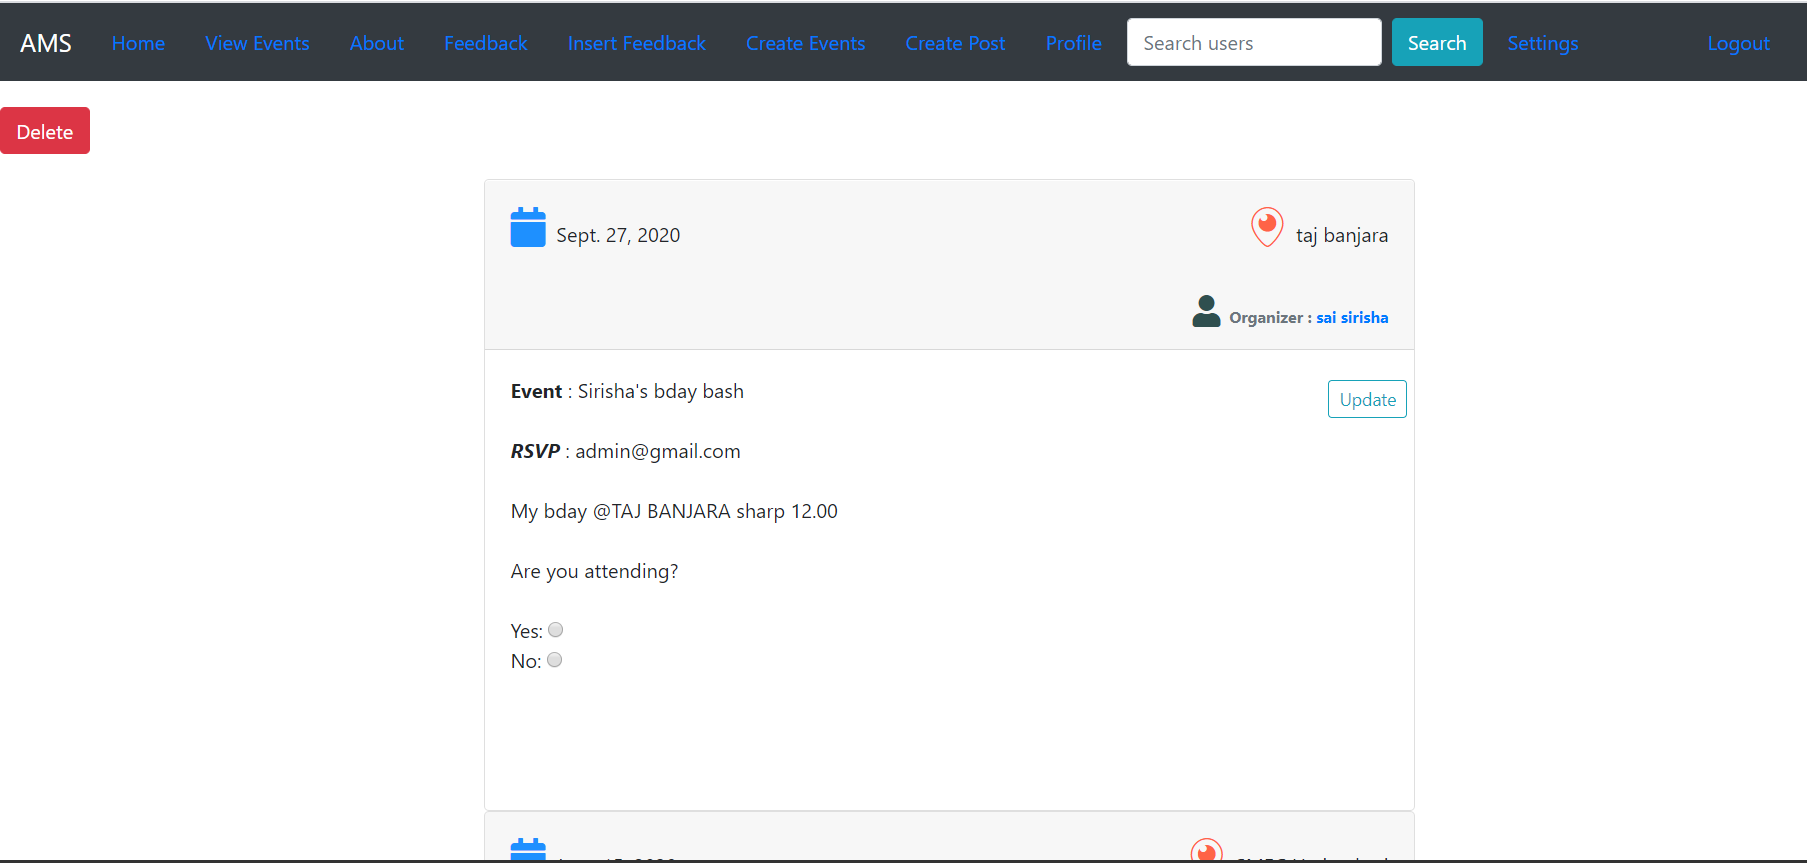 AMS Home View Events About Feedback Insert Feedback Create Events Create Post Profile Search users Search Settings Logout
Delete
Sept. 27, 2020 taj banjara
Organizer : sai sirisha
Event : Sirisha's bday bash
Update
RSVP : admin@gmail.com
My bday @TAJ BANJARA sharp 12.00
Are you attending?
Yes:
No: